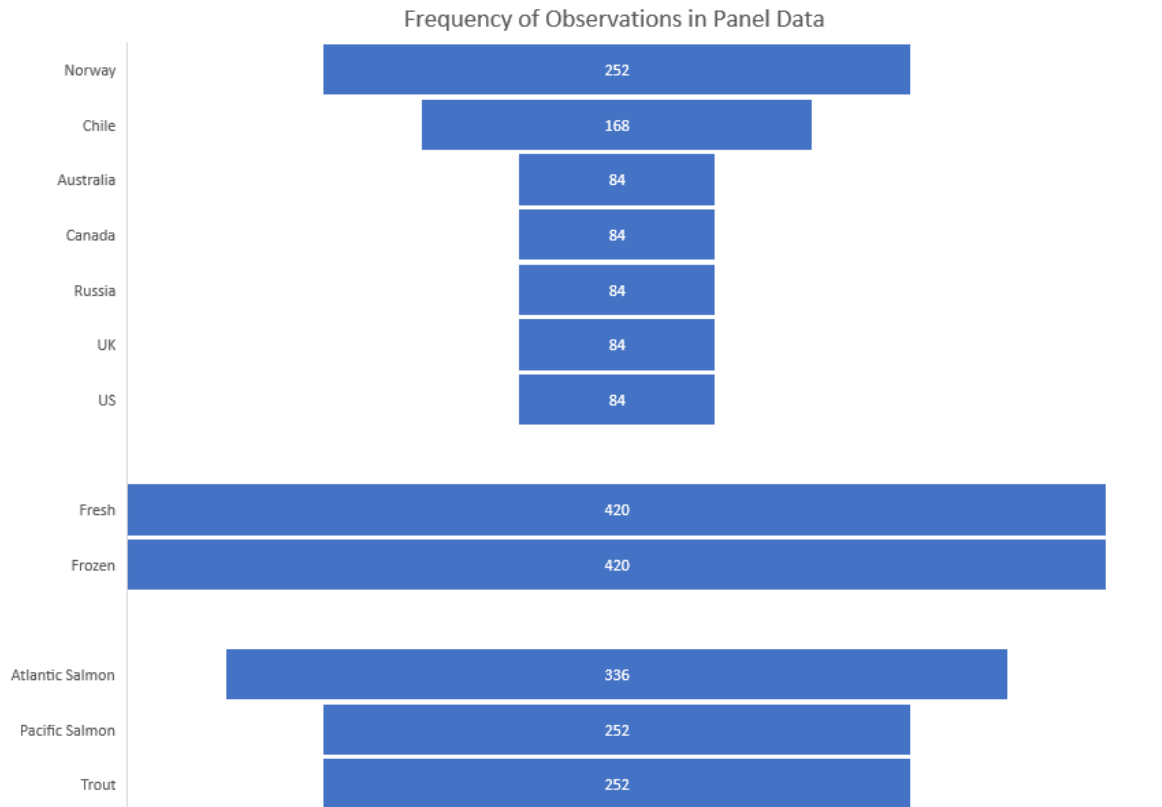 Frequency of Observations in Panel Data
Norway 252
Chile 168
Australia 84
Canada 84
Russia 84
UK 84
US 84
Fresh 420
Frozen 420
Atlantic Salmon 336
Pacific Salmon 252
Trout 252